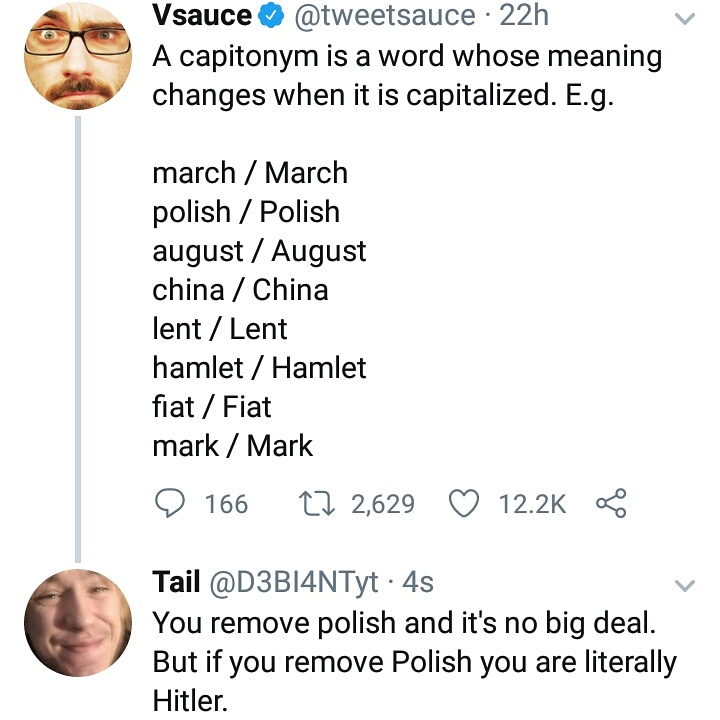 Vsauce @tweetsauce · 22h
A capitonym is a word whose meaning
changes when it is capitalized. E.g.
march / March
polish / Polish
august / August
china / China
lent / Lent
hamlet / Hamlet
fiat / Fiat
mark / Mark
166 2,629 12.2K
Tail @D3BI4NTyt · 4s
You remove polish and it's no big deal.
But if you remove Polish you are literally
Hitler.